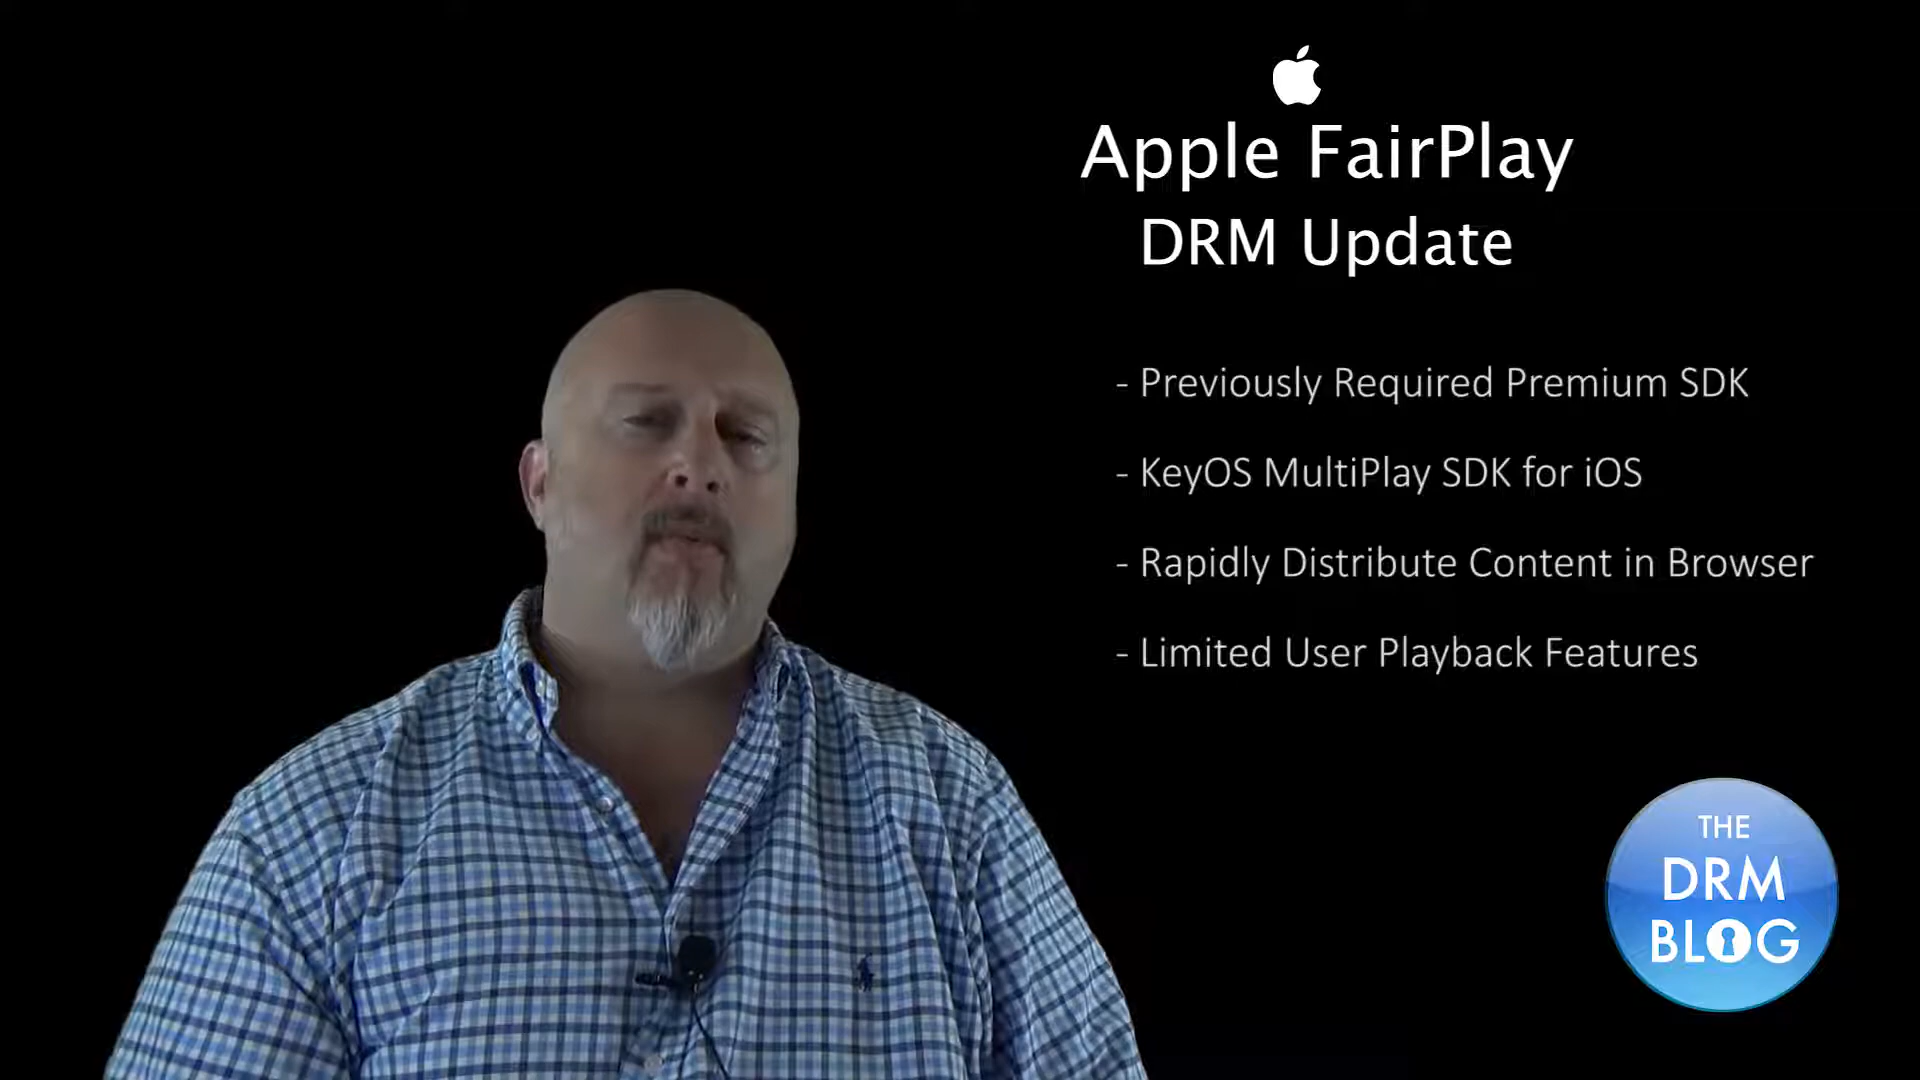 Apple FairPlay
DRM Update
- Previously Required Premium SDK
- KeyOS MultiPlay SDK for iOS
- Rapidly Distribute Content in Browser
- Limited User Playback Features
THE
DRM
BLOG